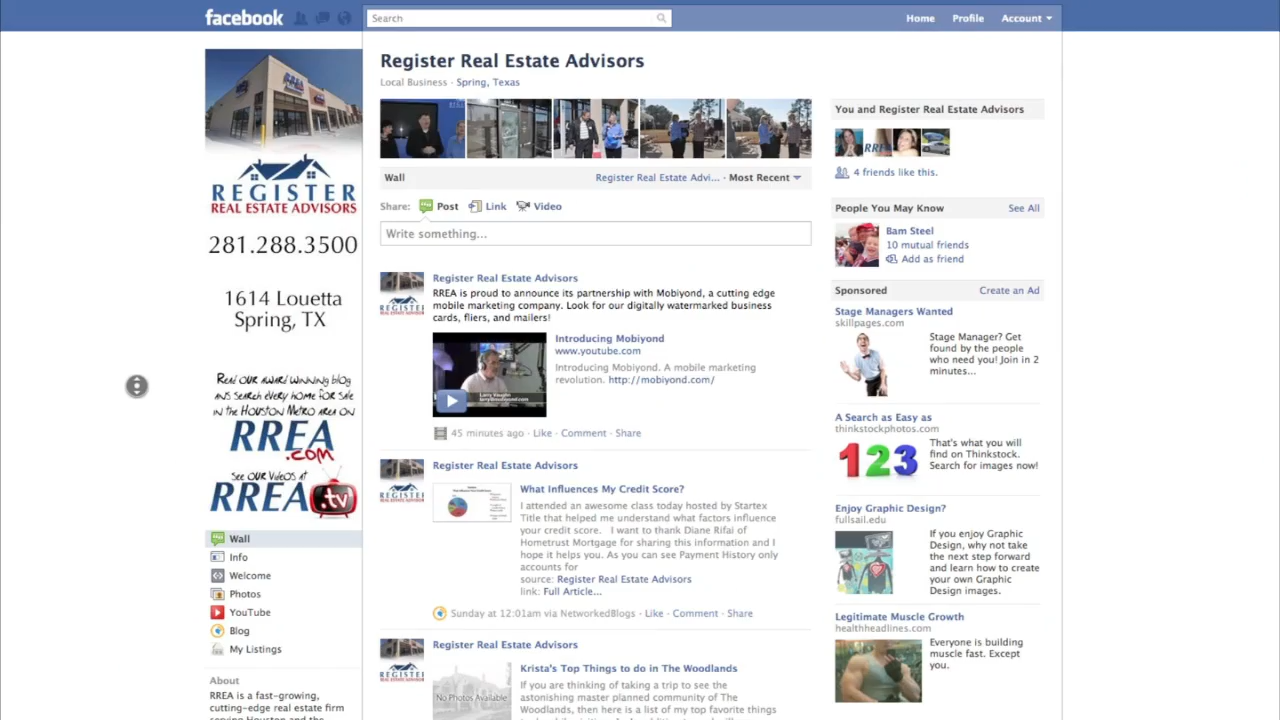 facebook
Search
Home Profile Account
REGISTER
REAL ESTATE ADVISORS
281.288.3500
1614 Louetta
Spring, TX
READ OUR AWARD WINNING BLOG
AND SEARCH EVERY HOME FOR SALE
IN THE HOUSTON METRO AREA ON
RREA
.COM
SEE OUR VIDEOS AT
RREA tv
Wall
Info
Welcome
Photos
YouTube
Blog
My Listings
About
RREA is a fast-growing,
cutting-edge real estate firm
serving Houston and the
Register Real Estate Advisors
Local Business · Spring, Texas
Wall Register Real Estate Advi... · Most Recent
Share: Post Link Video
Write something...
Register Real Estate Advisors
RREA is proud to announce its partnership with Mobiyond, a cutting edge
mobile marketing company. Look for our digitally watermarked business
cards, fliers, and mailers!
Larry Vaughn
Introducing Mobiyond
www.youtube.com
Introducing Mobiyond. A mobile marketing
revolution. http://mobiyond.com/
45 minutes ago · Like · Comment · Share
Register Real Estate Advisors
What Influences My Credit Score?
I attended an awesome class today hosted by Startex
Title that helped me understand what factors influence
your credit score. I want to thank Diane Rifai of
Hometrust Mortgage for sharing this information and I
hope it helps you. As you can see Payment History only
accounts for
source: Register Real Estate Advisors
link: Full Article...
Sunday at 12:01am via NetworkedBlogs · Like · Comment · Share
Register Real Estate Advisors
No Photos Available
Krista's Top Things to do in The Woodlands
If you are thinking of taking a trip to see the
astonishing master planned community of The
Woodlands, then here is a list of my top favorite things
You and Register Real Estate Advisors
4 friends like this.
People You May Know See All
Bam Steel
10 mutual friends
Add as friend
Sponsored Create an Ad
Stage Managers Wanted
skillpages.com
Stage Manager? Get
found by the people
who need you! Join in 2
minutes...
A Search as Easy as
thinkstockphotos.com
123
That's what you will
find on Thinkstock.
Search for images now!
Enjoy Graphic Design?
fullsail.edu
If you enjoy Graphic
Design, why not take
the next step forward
and learn how to create
your own Graphic
Design images.
Legitimate Muscle Growth
healthheadlines.com
Everyone is building
muscle fast. Except
you.